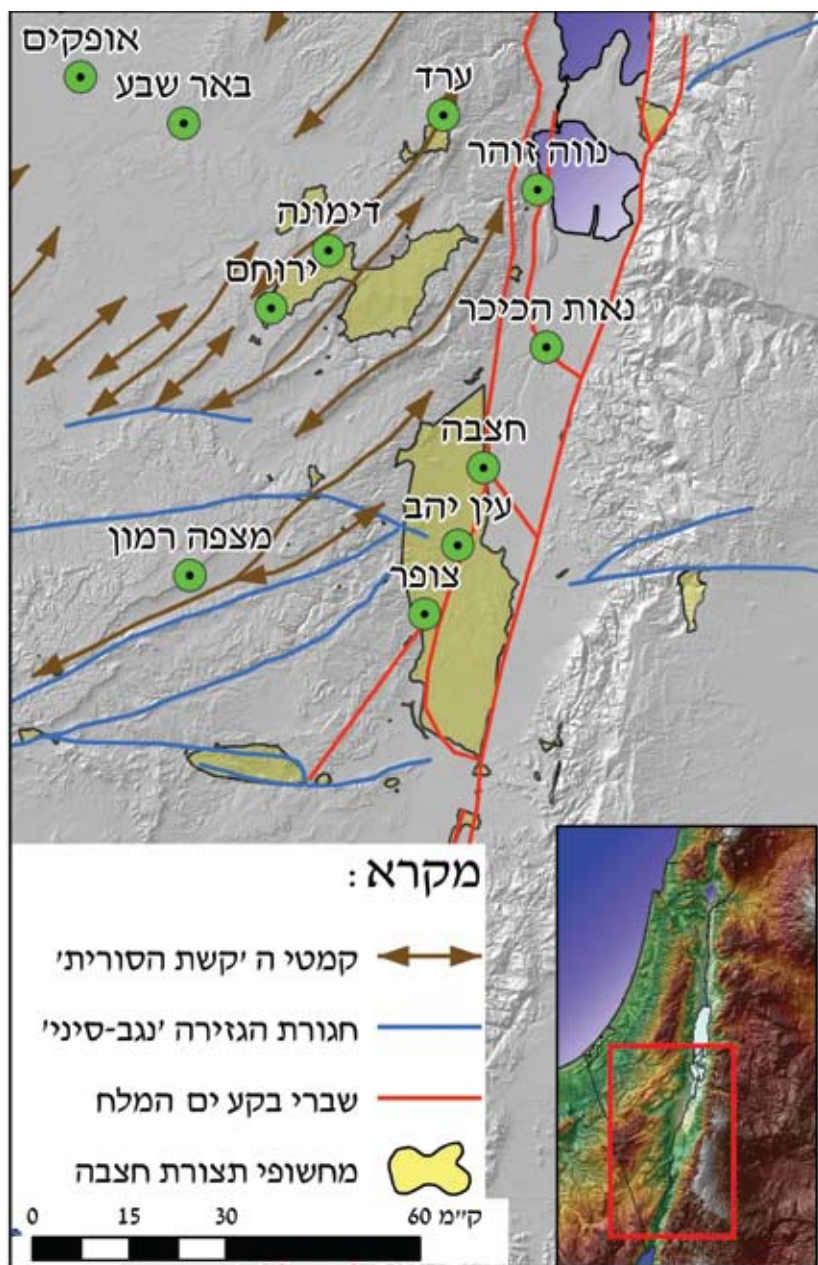 אופקים
באר שבע
ערד
נווה זוהר
דימונה
ירוחם
נאות הכיכר
חצבה
עין יהב
מצפה רמון
צופר
מקרא :
קמטי ה 'קשת הסורית'
חגורת הגזירה 'נגב-סיני'
שברי בקע ים המלח
מחשופי תצורת חצבה
0 15 30 60 ק"מ